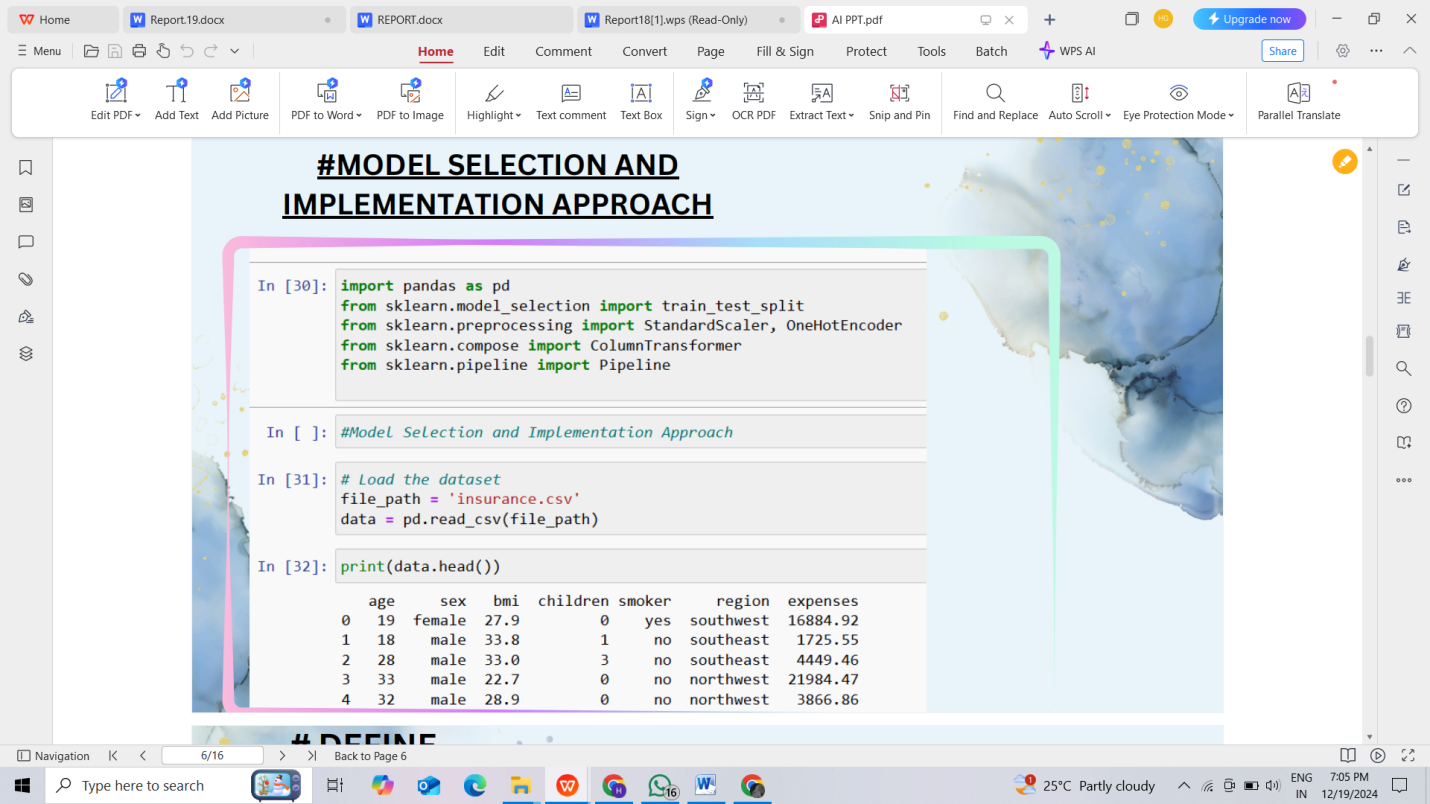 Home
Report.19.docx
REPORT.docx
Report18[1].wps (Read-Only)
AI PPT.pdf
HG
Upgrade now
Menu
Home
Edit
Comment
Convert
Page
Fill & Sign
Protect
Tools
Batch
WPS AI
Share
Edit PDF
Add Text
Add Picture
PDF to Word
PDF to Image
Highlight
Text comment
Text Box
Sign
OCR PDF
Extract Text
Snip and Pin
Find and Replace
Auto Scroll
Eye Protection Mode
Parallel Translate
#MODEL SELECTION AND
IMPLEMENTATION APPROACH
In [30]: import pandas as pd
from sklearn.model_selection import train_test_split
from sklearn.preprocessing import StandardScaler, OneHotEncoder
from sklearn.compose import ColumnTransformer
from sklearn.pipeline import Pipeline
In [ ]: #Model Selection and Implementation Approach
In [31]: # Load the dataset
file_path = 'insurance.csv'
data = pd.read_csv(file_path)
In [32]: print(data.head())
age sex bmi children smoker region expenses
0 19 female 27.9 0 yes southwest 16884.92
1 18 male 33.8 1 no southeast 1725.55
2 28 male 33.0 3 no southeast 4449.46
3 33 male 22.7 0 no northwest 21984.47
4 32 male 28.9 0 no northwest 3866.86
# DEFINE
Navigation
6/16
Back to Page 6
Type here to search
16
1
25°C Partly cloudy
ENG
IN
7:05 PM
12/19/2024